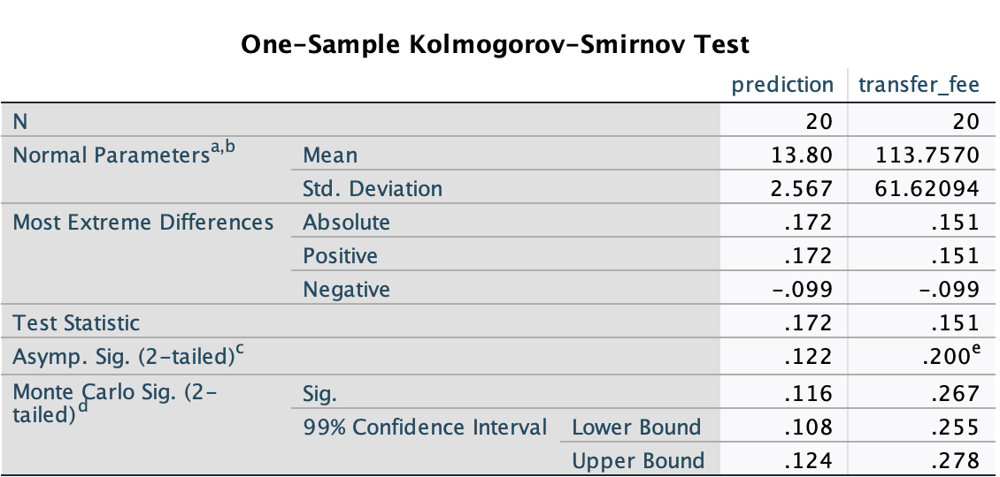 One-Sample Kolmogorov-Smirnov Test
prediction transfer_fee
N 20 20
Normal Parametersa,b Mean 13.80 113.7570
Std. Deviation 2.567 61.62094
Most Extreme Differences Absolute .172 .151
Positive .172 .151
Negative -.099 -.099
Test Statistic .172 .151
Asymp. Sig. (2-tailed)c .122 .200e
Monte Carlo Sig. (2-
tailed)d Sig. .116 .267
99% Confidence Interval Lower Bound .108 .255
Upper Bound .124 .278